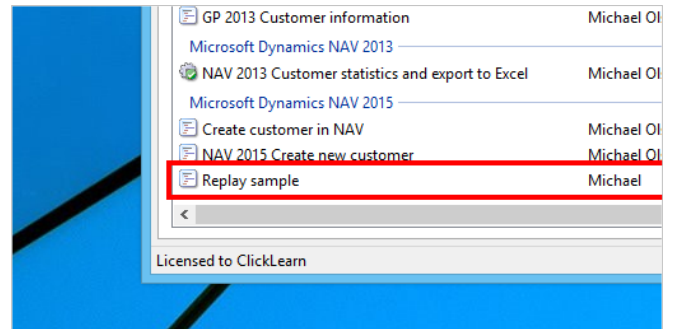 GP 2013 Customer information Michael Ol
Microsoft Dynamics NAV 2013
NAV 2013 Customer statistics and export to Excel Michael Ol
Microsoft Dynamics NAV 2015
Create customer in NAV Michael Ol
NAV 2015 Create new customer Michael Ol
Replay sample Michael
Licensed to ClickLearn